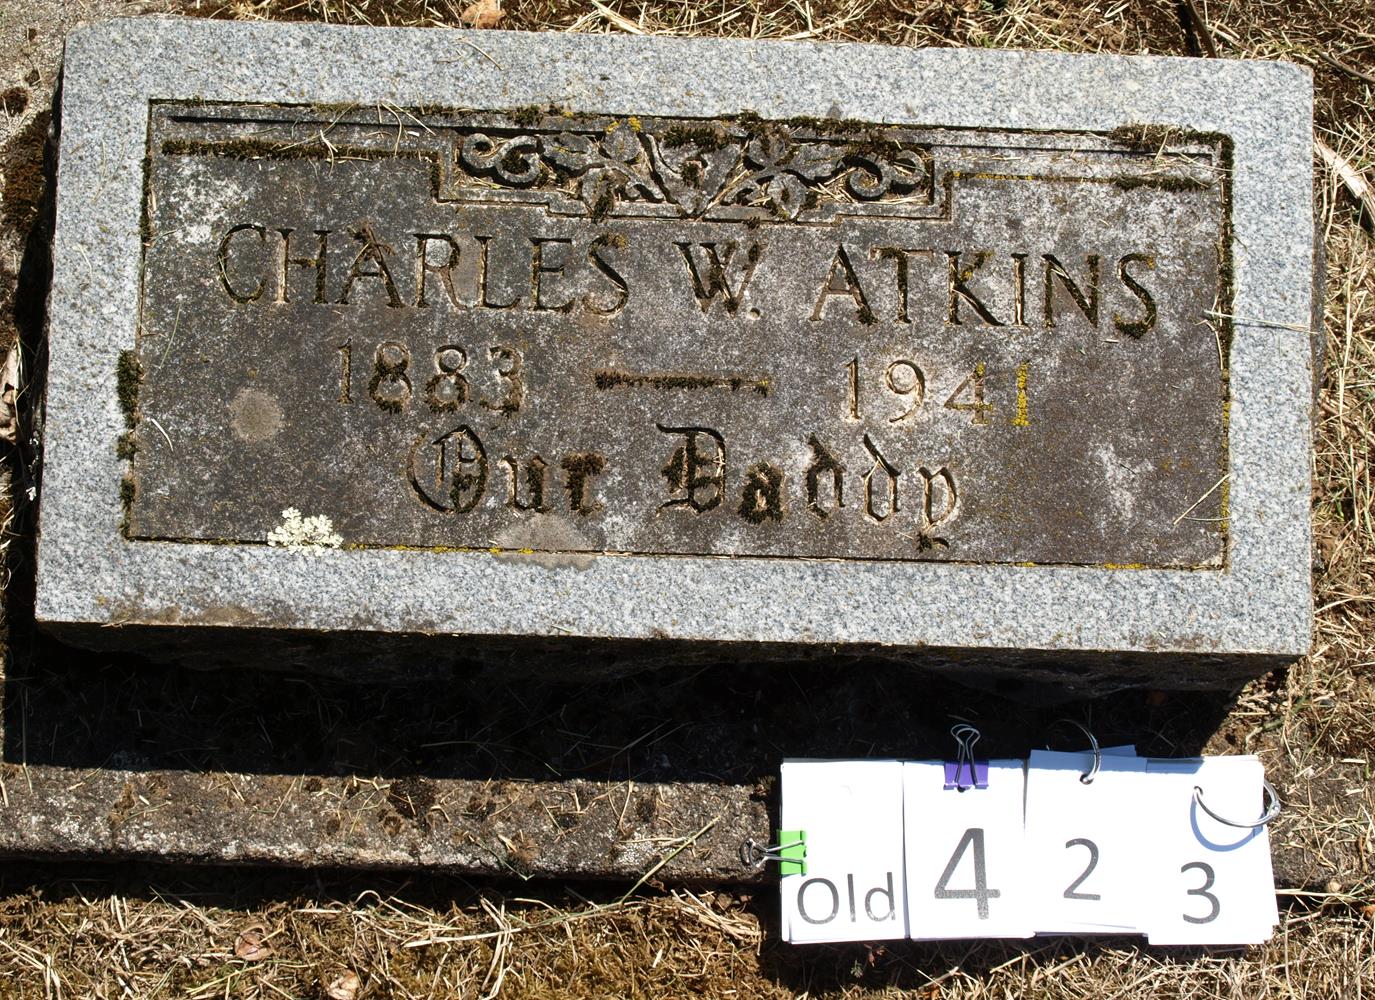 CHARLES W. ATKINS
1883 — 1941
Our Daddy
Old 4 2 3